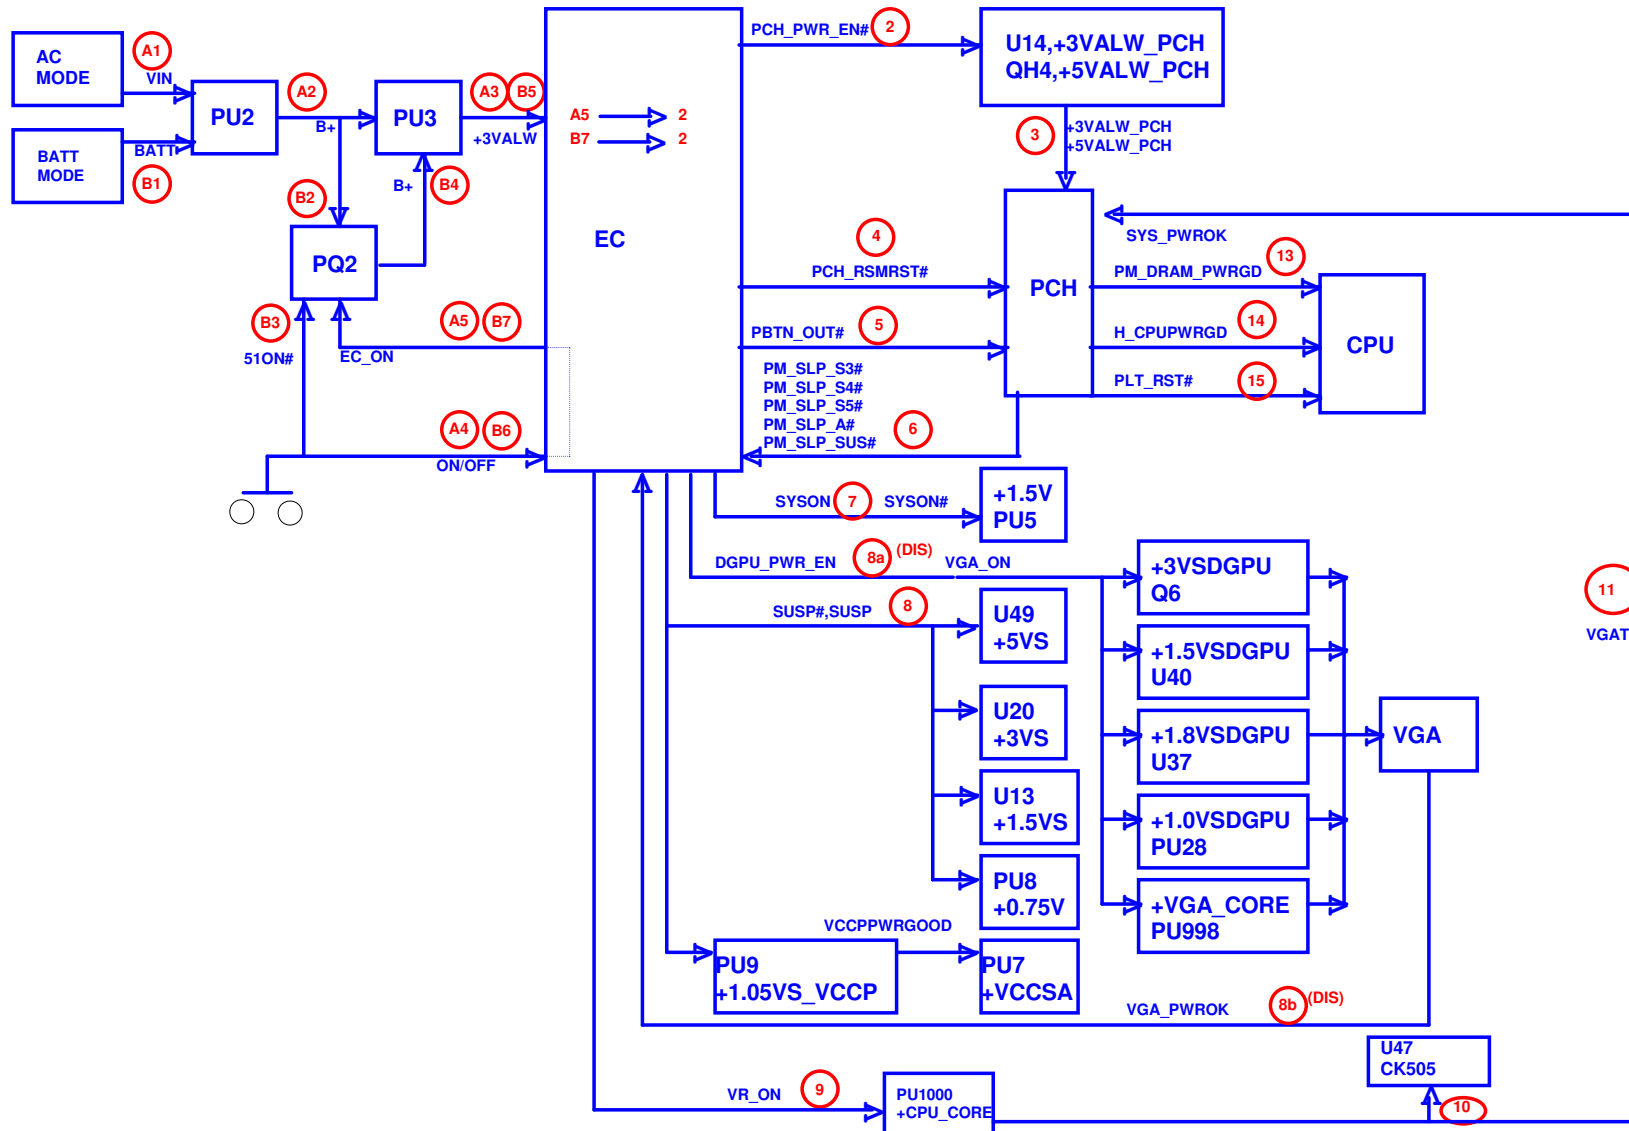 AC
MODE
A1
VIN
BATT
MODE
BATT
B1
PU2
A2
B+
PU3
A3
B5
+3VALW
B2
B+
B4
PQ2
B3
51ON#
A5
B7
EC_ON
A4
B6
ON/OFF
EC
A5
2
B7
2
PCH_PWR_EN#
2
U14,+3VALW_PCH
QH4,+5VALW_PCH
3
+3VALW_PCH
+5VALW_PCH
4
PCH_RSMRST#
PBTN_OUT#
5
PM_SLP_S3#
PM_SLP_S4#
PM_SLP_S5#
PM_SLP_A#
PM_SLP_SUS#
6
PCH
SYS_PWROK
PM_DRAM_PWRGD
13
H_CPUPWRGD
14
PLT_RST#
15
CPU
SYSON
7
SYSON#
+1.5V
PU5
DGPU_PWR_EN
8a
(DIS)
VGA_ON
+3VSDGPU
Q6
SUSP#,SUSP
8
U49
+5VS
+1.5VSDGPU
U40
U20
+3VS
+1.8VSDGPU
U37
VGA
U13
+1.5VS
+1.0VSDGPU
PU28
PU8
+0.75V
+VGA_CORE
PU998
VCCPPWRGOOD
PU9
+1.05VS_VCCP
PU7
+VCCSA
VGA_PWROK
8b
(DIS)
11
VGAT
VR_ON
9
PU1000
+CPU_CORE
U47
CK505
10